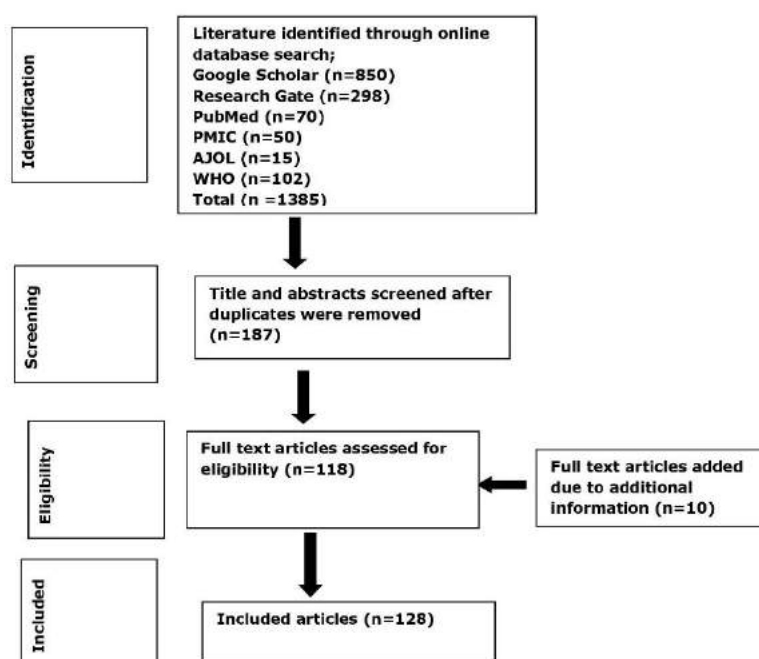 Identification
Literature identified through online
database search;
Google Scholar (n=850)
Research Gate (n=298)
PubMed (n=70)
PMIC (n=50)
AJOL (n=15)
WHO (n=102)
Total (n =1385)
Screening
Title and abstracts screened after
duplicates were removed
(n=187)
Eligibility
Full text articles assessed for
eligibility (n=118)
Full text articles added
due to additional
information (n=10)
Included
Included articles (n=128)